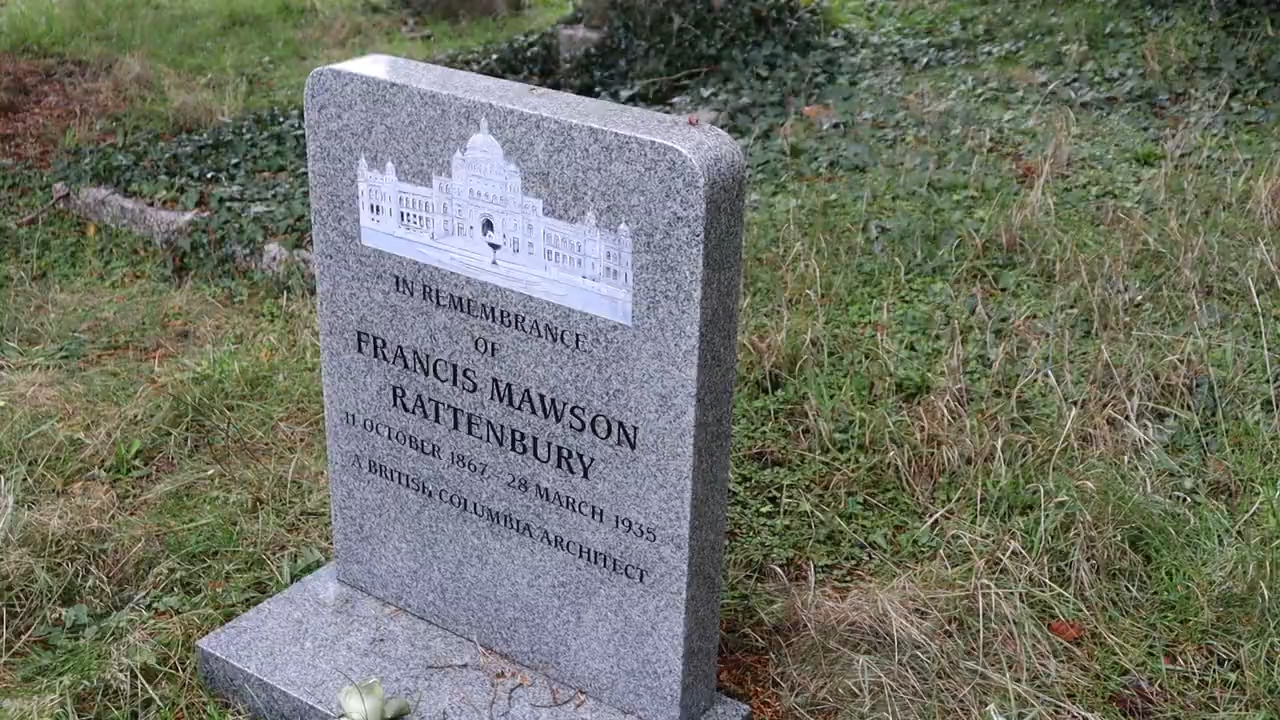 IN REMEMBRANCE
OF
FRANCIS MAWSON
RATTENBURY
11 OCTOBER 1867 - 28 MARCH 1935
A BRITISH COLUMBIA ARCHITECT